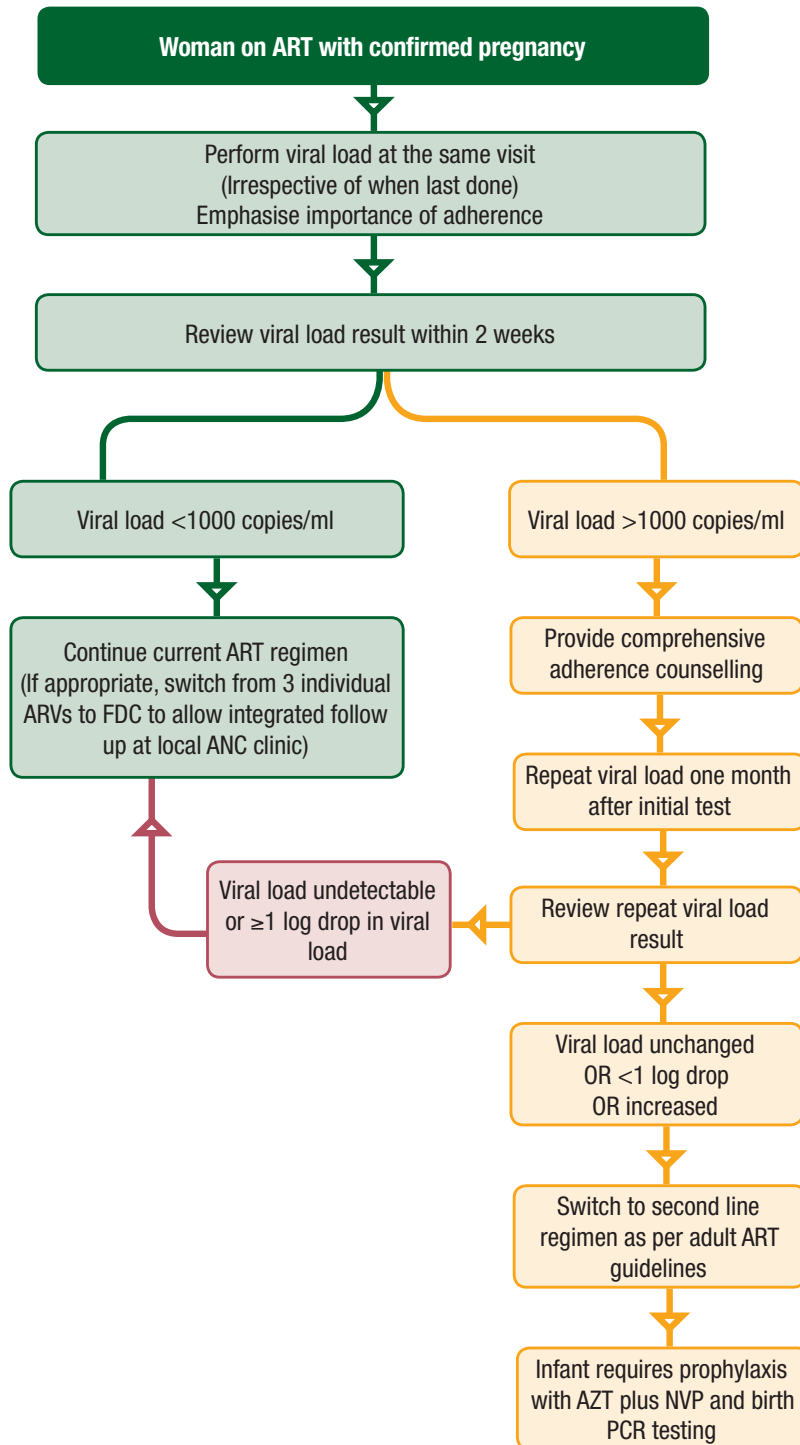 Woman on ART with confirmed pregnancy
Perform viral load at the same visit
(Irrespective of when last done)
Emphasise importance of adherence
Review viral load result within 2 weeks
Viral load <1000 copies/ml
Continue current ART regimen
(If appropriate, switch from 3 individual
ARVs to FDC to allow integrated follow
up at local ANC clinic)
Viral load >1000 copies/ml
Provide comprehensive
adherence counselling
Repeat viral load one month
after initial test
Review repeat viral load
result
Viral load undetectable
or ≥1 log drop in viral
load
Viral load unchanged
OR <1 log drop
OR increased
Switch to second line
regimen as per adult ART
guidelines
Infant requires prophylaxis
with AZT plus NVP and birth
PCR testing